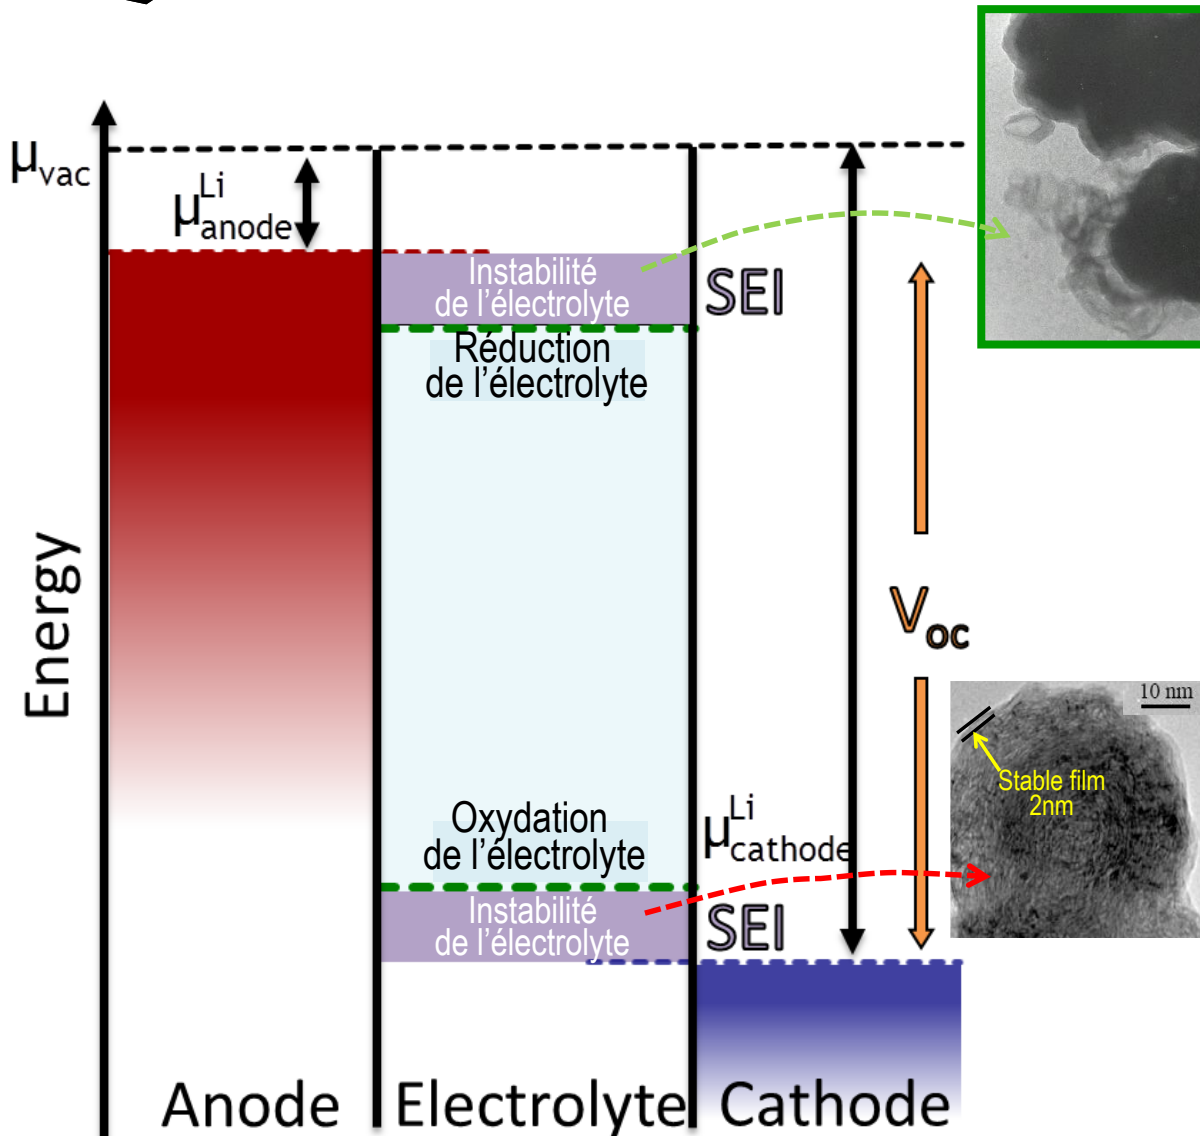 μvac
μLi anode
Instabilité
de l'électrolyte
SEI
Réduction
de l'électrolyte
Energy
Voc
10 nm
Stable film
2nm
Oxydation
de l'électrolyte
μLi cathode
Instabilité
de l'électrolyte
SEI
Anode
Electrolyte
Cathode